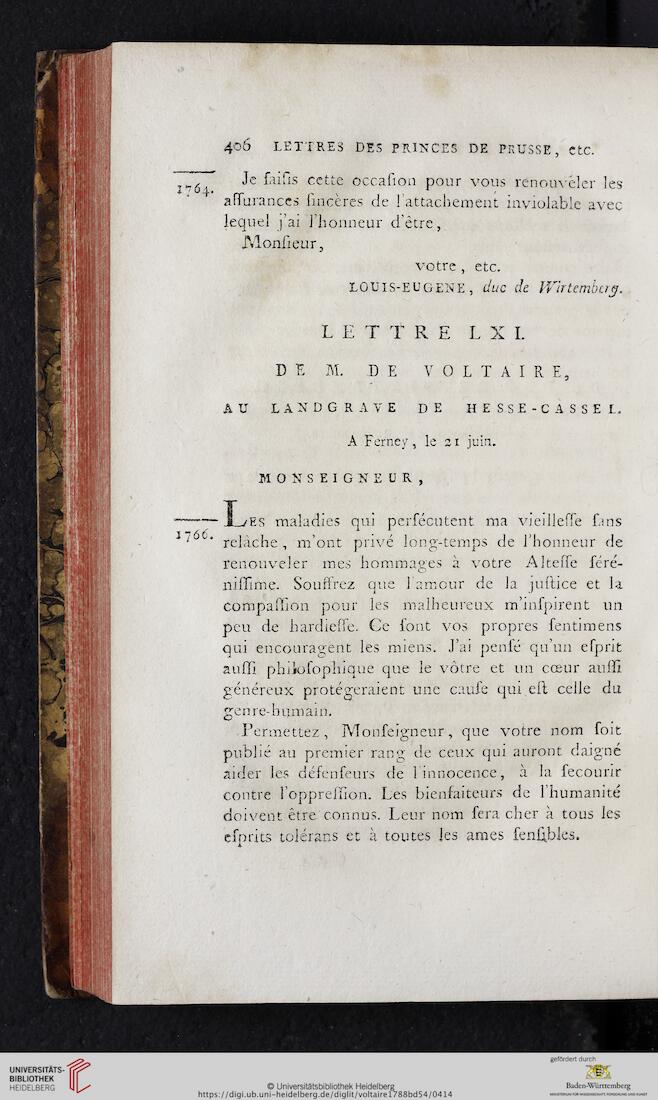 406 LETTRES DES PRINCES DE PRUSSE, etc.
1764.
Je ſaiſis cette occaſion pour vous renouvéler les
aſſurances ſincères de l'attachement inviolable avec
lequel j'ai l'honneur d'être,
Monſieur,
votre, etc.
LOUIS-EUGENE, duc de Wirtemberg.
LETTRE LXI.
DE M. DE VOLTAIRE,
AU LANDGRAVE DE HESSE-CASSEL.
A Ferney, le 21 juin.
MONSEIGNEUR,
1766.
LES maladies qui perſécutent ma vieilleſſe ſans
relâche, m'ont privé long-temps de l'honneur de
renouveler mes hommages à votre Alteſſe féré-
niſſime. Souffrez que l'amour de la juſtice et la
compaſſion pour les malheureux m'inſpirent un
peu de hardieſſe. Ce ſont vos propres ſentimens
qui encouragent les miens. J'ai penſé qu'un eſprit
auſſi philoſophique que le vôtre et un cœur auſſi
généreux protégeraient une cauſe qui eſt celle du
genre-humain.
Permettez, Monſeigneur, que votre nom ſoit
publié au premier rang de ceux qui auront daigné
aider les défenſeurs de l'innocence, à la ſecourir
contre l'oppreſſion. Les bienfaiteurs de l'humanité
doivent être connus. Leur nom ſera cher à tous les
eſprits tolérans et à toutes les ames ſenſibles.
UNIVERSITÄTS-
BIBLIOTHEK
HEIDELBERG
© Universitätsbibliothek Heidelberg
https://digi.ub.uni-heidelberg.de/diglit/voltaire1788bd54/0414
gefördert durch
Baden-Württemberg
MINISTERIUM FÜR WISSENSCHAFT, FORSCHUNG UND KUNST